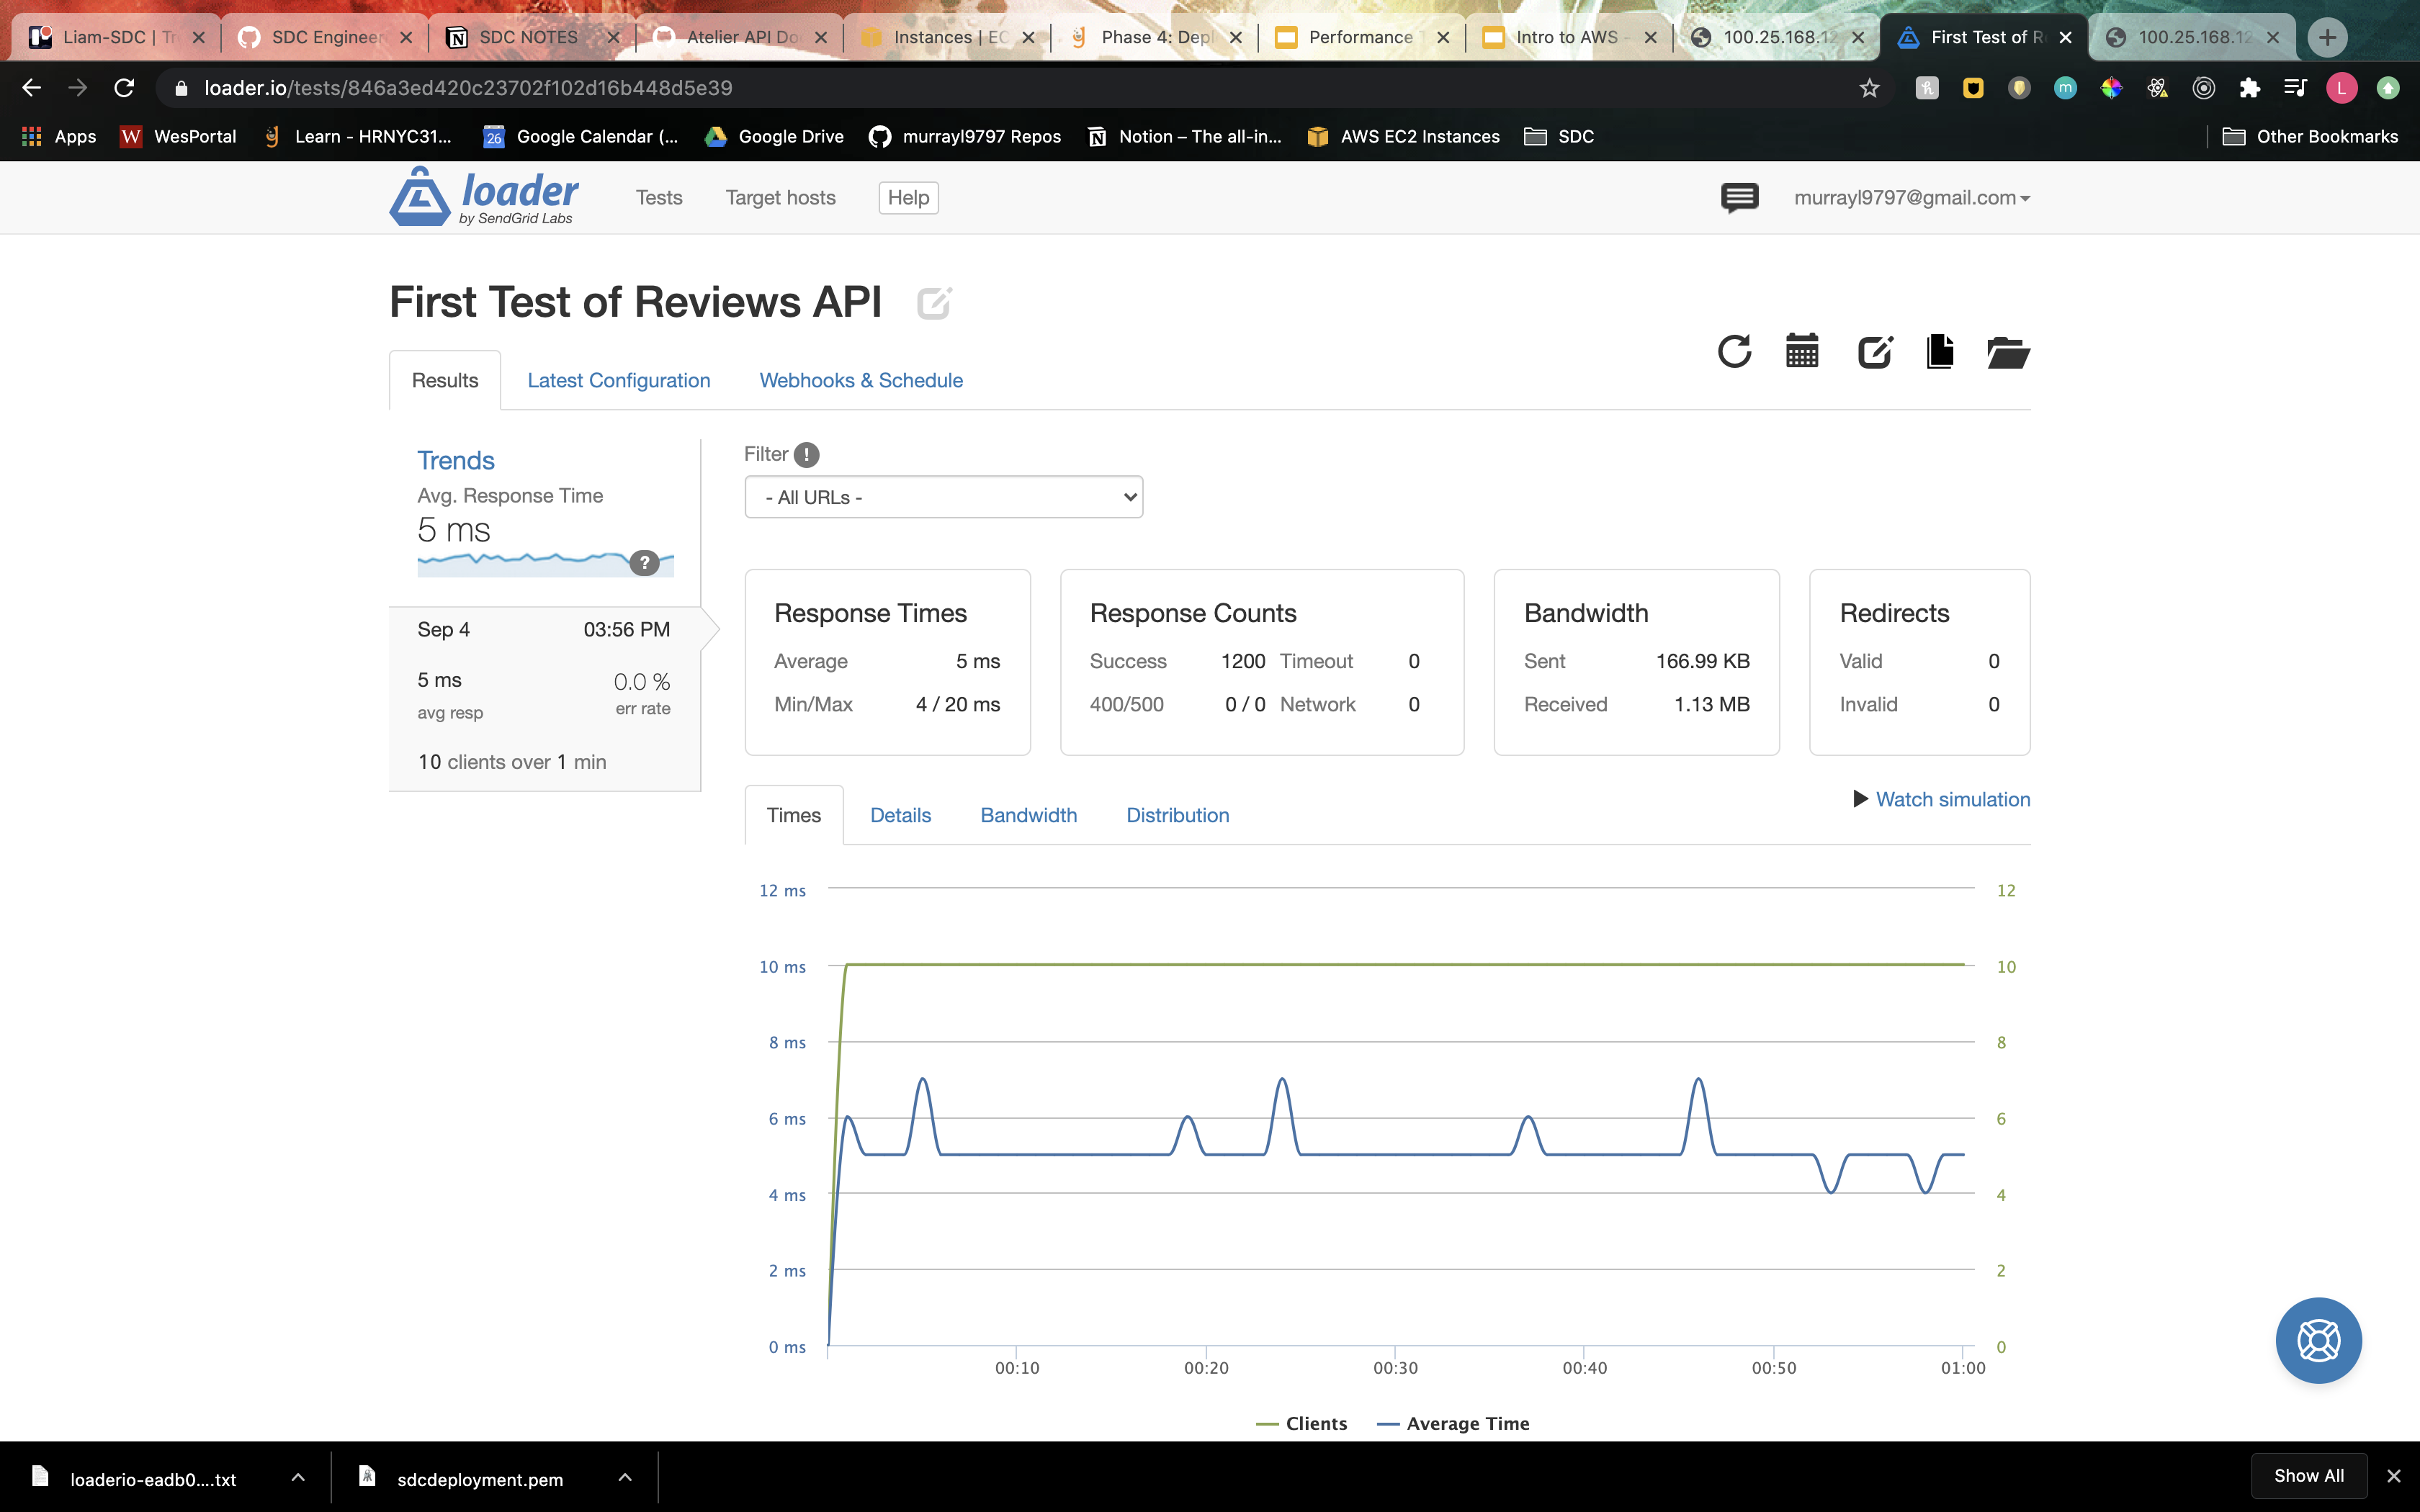 Liam-SDC | Tr
SDC Engineer
SDC NOTES
Atelier API Do
Instances | EC
Phase 4: Depl
Performance T
Intro to AWS -
100.25.168.12
First Test of Re
100.25.168.12
loader.io/tests/846a3ed420c23702f102d16b448d5e39
Apps
W WesPortal
Learn - HRNYC31...
26 Google Calendar (...
Google Drive
murrayl9797 Repos
Notion – The all-in...
AWS EC2 Instances
SDC
Other Bookmarks
loader
by SendGrid Labs
Tests
Target hosts
Help
murrayl9797@gmail.com
First Test of Reviews API
Results
Latest Configuration
Webhooks & Schedule
Trends
Avg. Response Time
5 ms
?
Sep 4 03:56 PM
5 ms 0.0 %
avg resp err rate
10 clients over 1 min
Filter !
- All URLs -
Response Times
Average 5 ms
Min/Max 4 / 20 ms
Response Counts
Success 1200 Timeout 0
400/500 0 / 0 Network 0
Bandwidth
Sent 166.99 KB
Received 1.13 MB
Redirects
Valid 0
Invalid 0
Times
Details
Bandwidth
Distribution
Watch simulation
12 ms 12
10 ms 10
8 ms 8
6 ms 6
4 ms 4
2 ms 2
0 ms 0
00:10 00:20 00:30 00:40 00:50 01:00
Clients Average Time
loaderio-eadb0....txt
sdcdeployment.pem
Show All